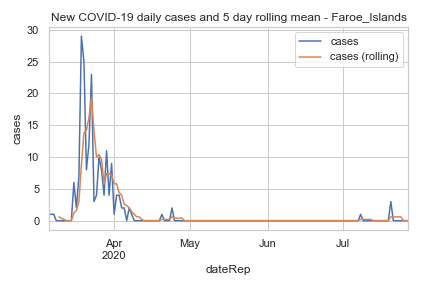 New COVID-19 daily cases and 5 day rolling mean - Faroe_Islands
cases
cases (rolling)
30
25
20
15
10
5
0
cases
Apr
2020
May
Jun
Jul
dateRep